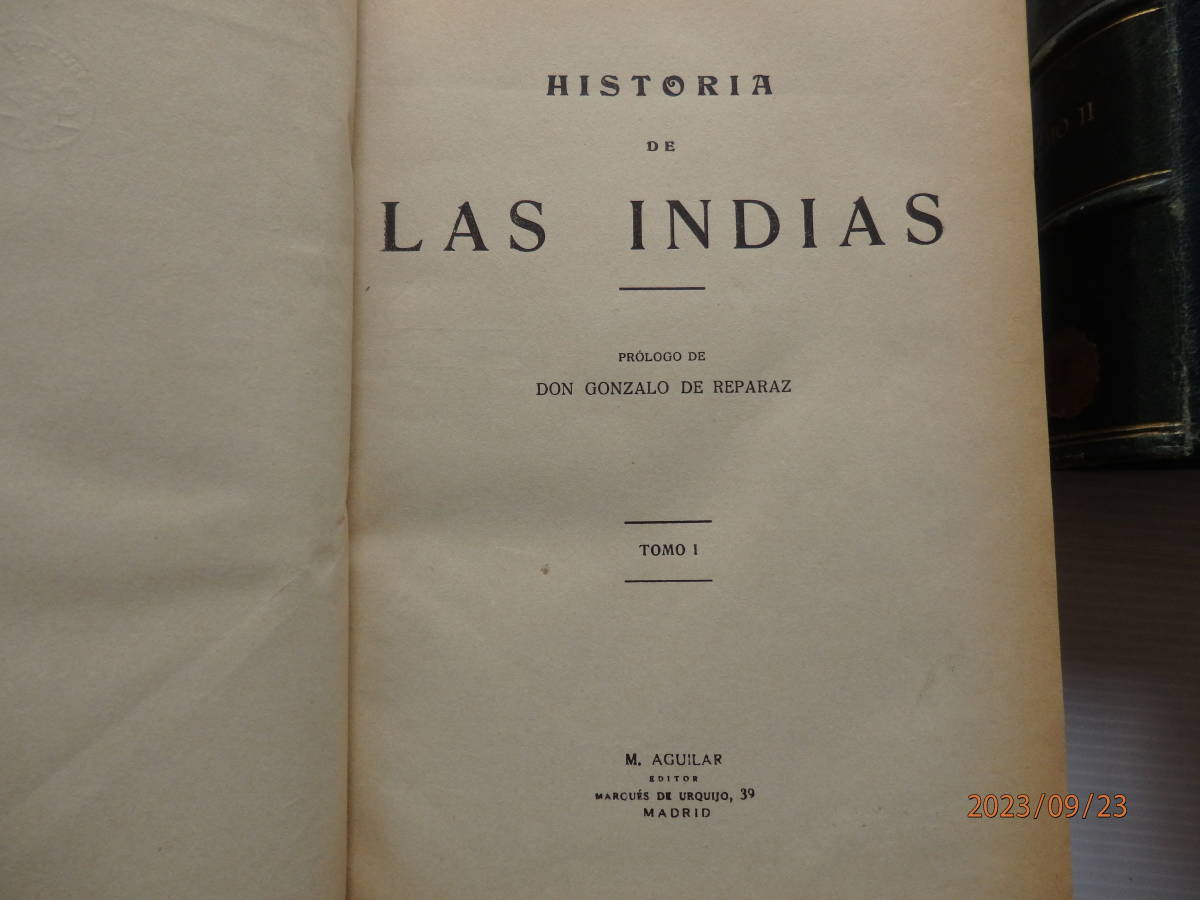 HISTORIA
DE
LAS INDIAS
PRÓLOGO DE
DON GONZALO DE REPARAZ
TOMO I
M. AGUILAR
EDITOR
MARQUÉS DE URQUIJO, 39
MADRID
II
2023/09/23